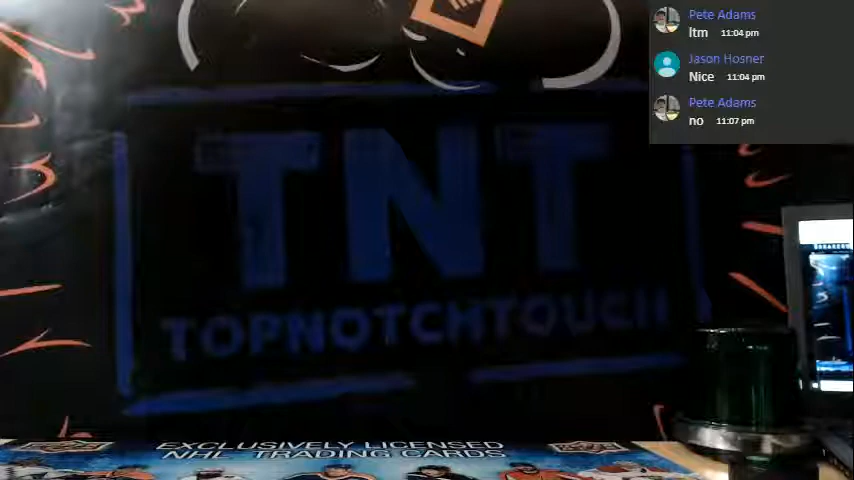 Pete Adams
ltm 11:04 pm
Jason Hosner
Nice 11:04 pm
Pete Adams
no 11:07 pm
TNT
TOPNOTCHTOUCH
EXCLUSIVELY LICENSED
NHL TRADING CARDS